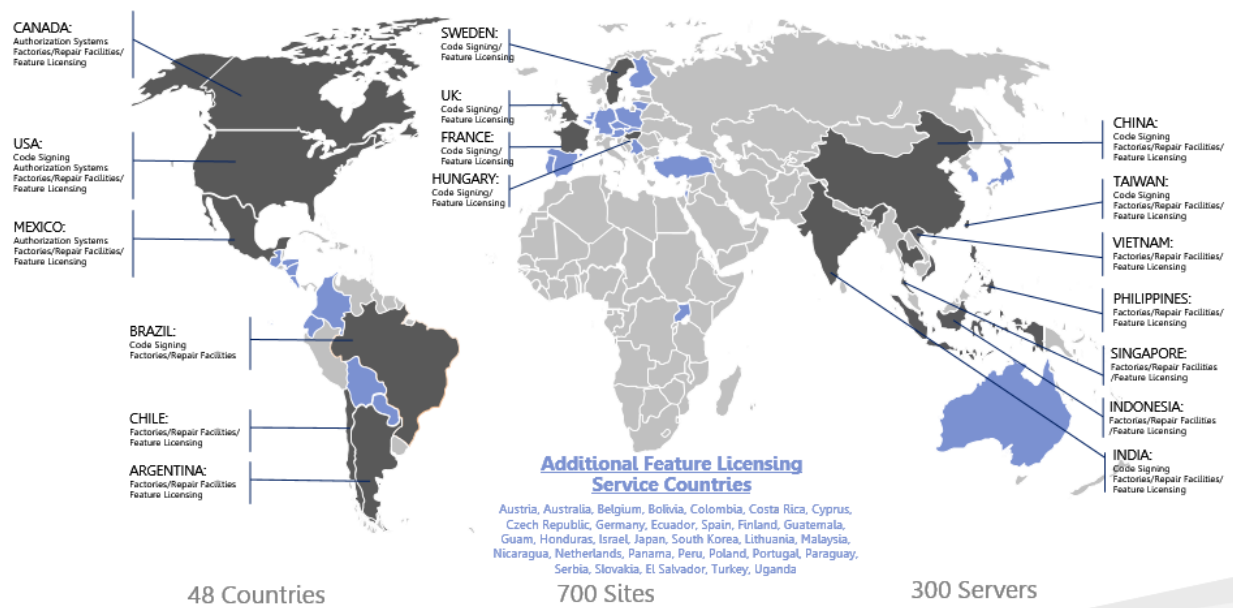 CANADA:
Authorization Systems
Factories/Repair Facilities/
Feature Licensing
USA:
Code Signing
Authorization Systems
Factories/Repair Facilities/
Feature Licensing
MEXICO:
Authorization Systems
Factories/Repair Facilities/
Feature Licensing
BRAZIL:
Code Signing
Factories/Repair Facilities
CHILE:
Factories/Repair Facilities/
Feature Licensing
ARGENTINA:
Factories/Repair Facilities
Feature Licensing
SWEDEN:
Code Signing/
Feature Licensing
UK:
Code Signing/
Feature Licensing
FRANCE:
Code Signing/
Feature Licensing
HUNGARY:
Code Signing/
Feature Licensing
CHINA:
Code Signing
Factories/Repair Facilities/
Feature Licensing
TAIWAN:
Code Signing
Factories/Repair Facilities/
Feature Licensing
VIETNAM:
Factories/Repair Facilities/
Feature Licensing
PHILIPPINES:
Factories/Repair Facilities/
Feature Licensing
SINGAPORE:
Factories/Repair Facilities
/Feature Licensing
INDONESIA:
Factories/Repair Facilities
/Feature Licensing
INDIA:
Code Signing
Factories/Repair Facilities/
Feature Licensing
Additional Feature Licensing
Service Countries
Austria, Australia, Belgium, Bolivia, Colombia, Costa Rica, Cyprus,
Czech Republic, Germany, Ecuador, Spain, Finland, Guatemala,
Guam, Honduras, Israel, Japan, South Korea, Lithuania, Malaysia,
Nicaragua, Netherlands, Panama, Peru, Poland, Portugal, Paraguay,
Serbia, Slovakia, El Salvador, Turkey, Uganda
48 Countries
700 Sites
300 Servers